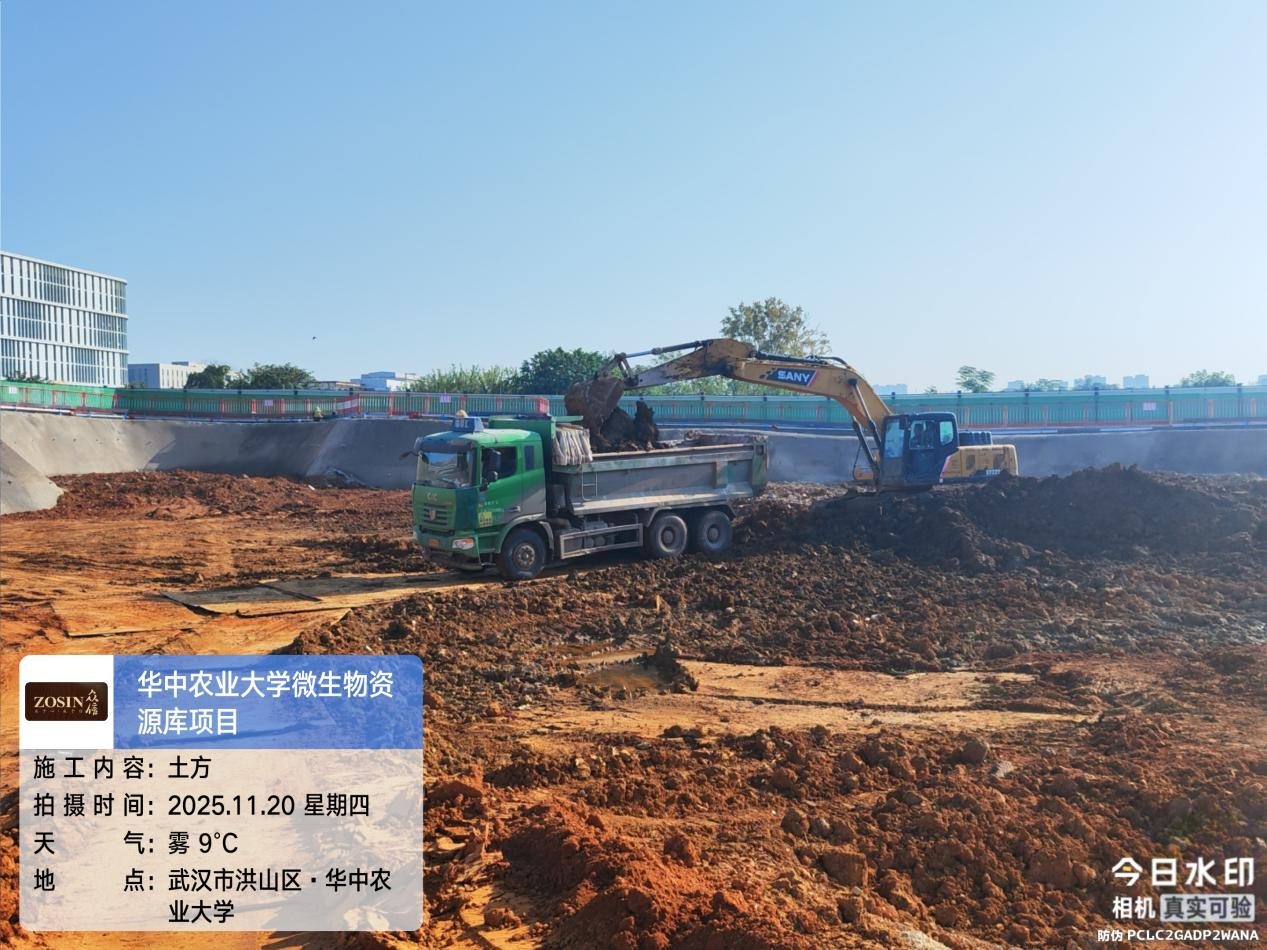 SANY
ZOSIN 众信
华中农业大学微生物资
源库项目
施工内容：土方
拍摄时间：2025.11.20 星期四
天气：雾 9°C
地点：武汉市洪山区·华中农
业大学
今日水印
相机 真实可验
防伪 PCLC2GADP2WANA